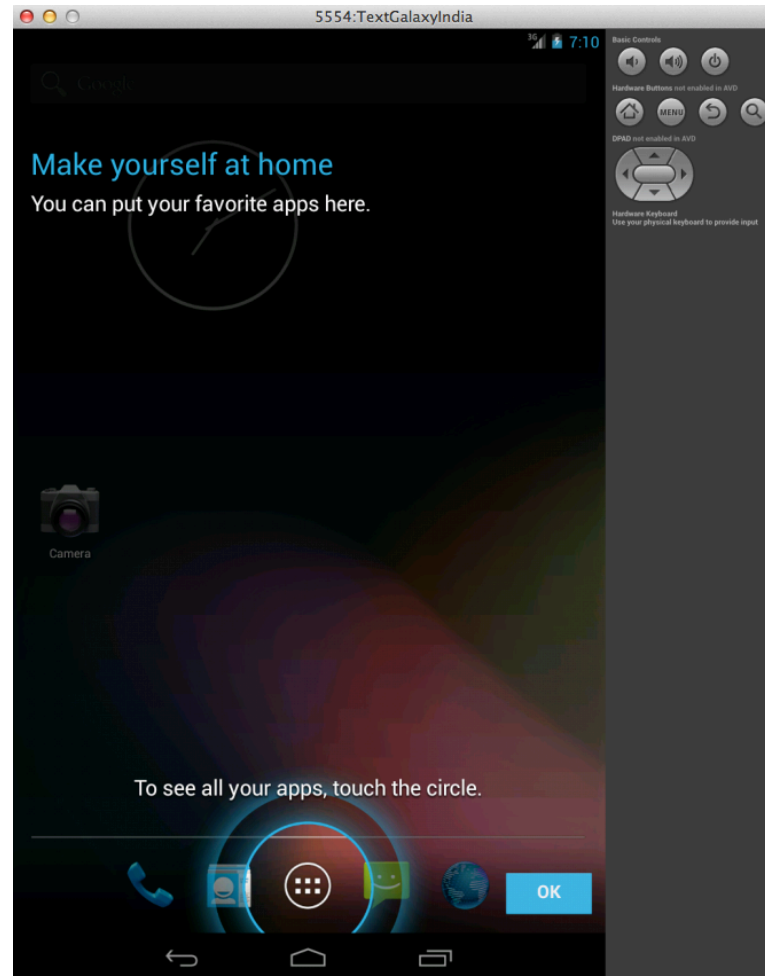 5554:TextGalaxyIndia
3G 7:10
Google
Make yourself at home
You can put your favorite apps here.
Camera
To see all your apps, touch the circle.
OK
Basic Controls
Hardware Buttons not enabled in AVD
MENU
DPAD not enabled in AVD
Hardware Keyboard
Use your physical keyboard to provide input